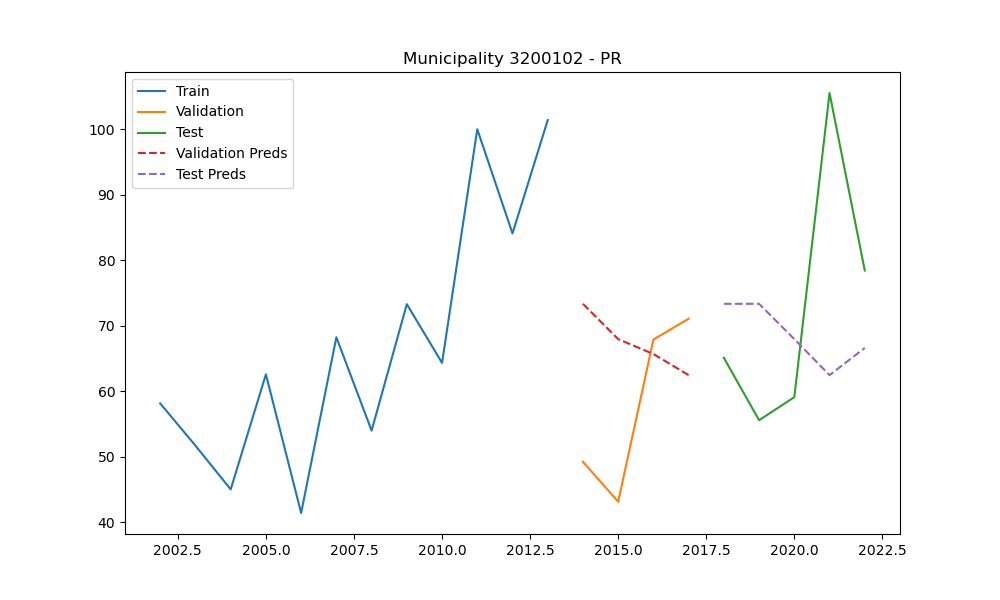 Municipality 3200102 - PR
Train
Validation
Test
Validation Preds
Test Preds
100
90
80
70
60
50
40
2002.5 2005.0 2007.5 2010.0 2012.5 2015.0 2017.5 2020.0 2022.5